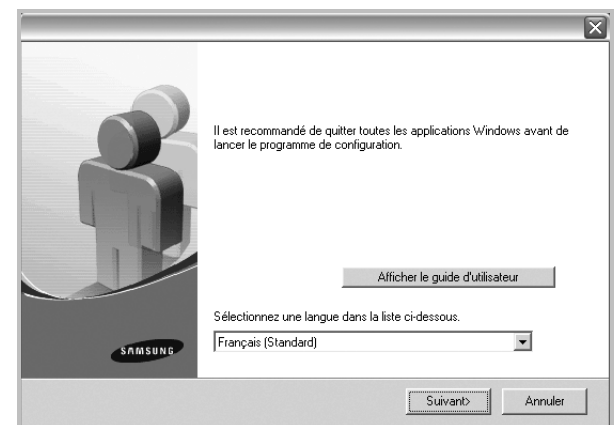 Il est recommandé de quitter toutes les applications Windows avant de
lancer le programme de configuration.
Afficher le guide d'utilisateur
Sélectionnez une langue dans la liste ci-dessous.
Français (Standard)
SAMSUNG
Suivant>
Annuler